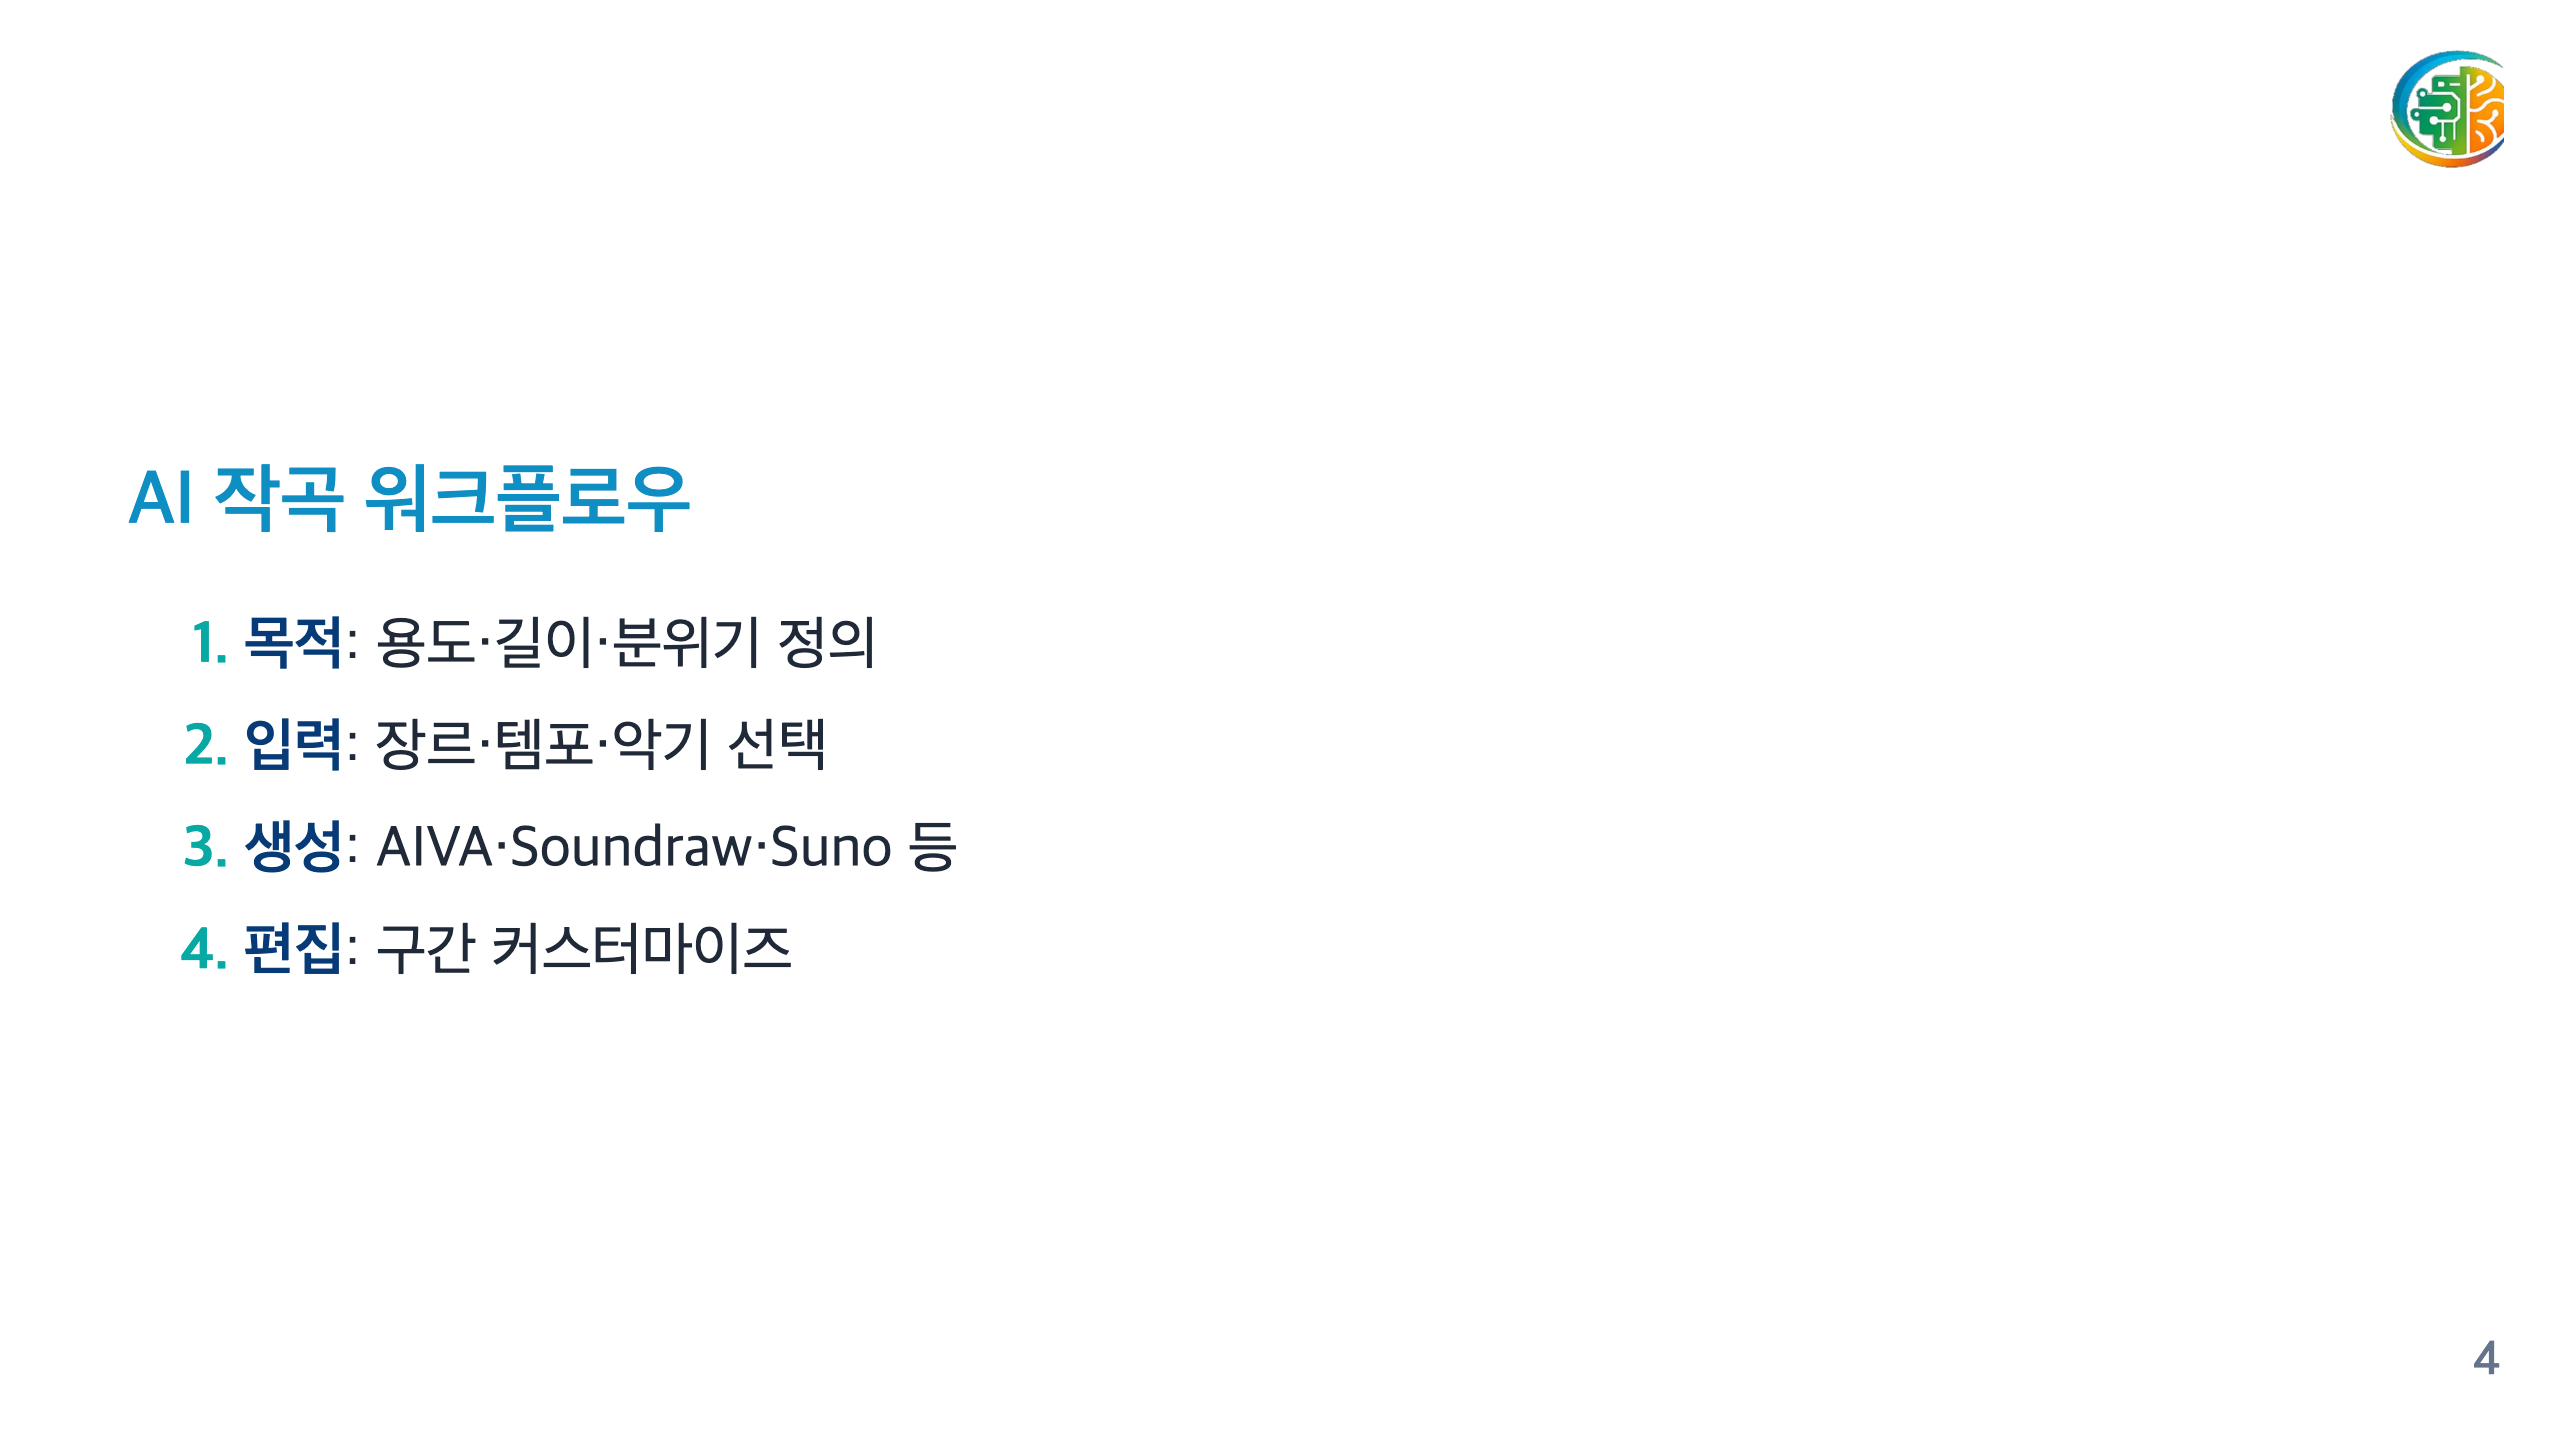 AI 작곡 워크플로우
1. 목적: 용도·길이·분위기 정의
2. 입력: 장르·템포·악기 선택
3. 생성: AIVA·Soundraw·Suno 등
4. 편집: 구간 커스터마이즈
4